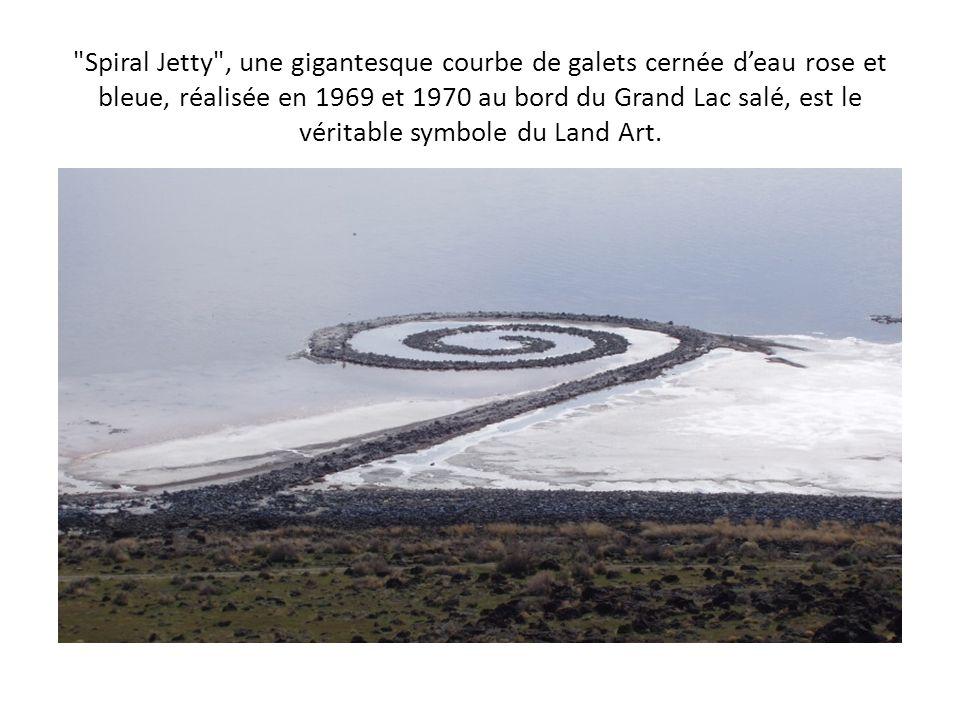 "Spiral Jetty", une gigantesque courbe de galets cernée d’eau rose et
bleue, réalisée en 1969 et 1970 au bord du Grand Lac salé, est le
véritable symbole du Land Art.